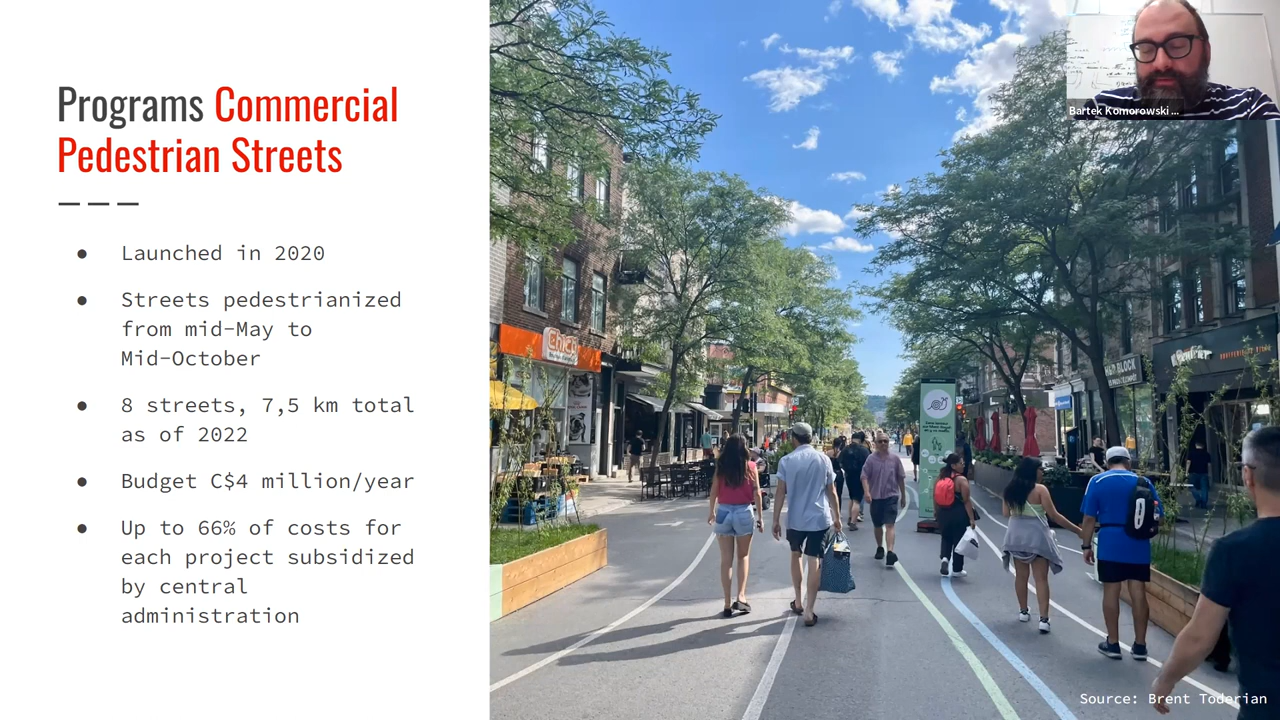 Programs Commercial
Pedestrian Streets
Launched in 2020
Streets pedestrianized
from mid-May to
Mid-October
8 streets, 7,5 km total
as of 2022
Budget C$4 million/year
Up to 66% of costs for
each project subsidized
by central
administration
Bartek Komorowski ...
ChiCh
BLOCK
Source: Brent Toderian